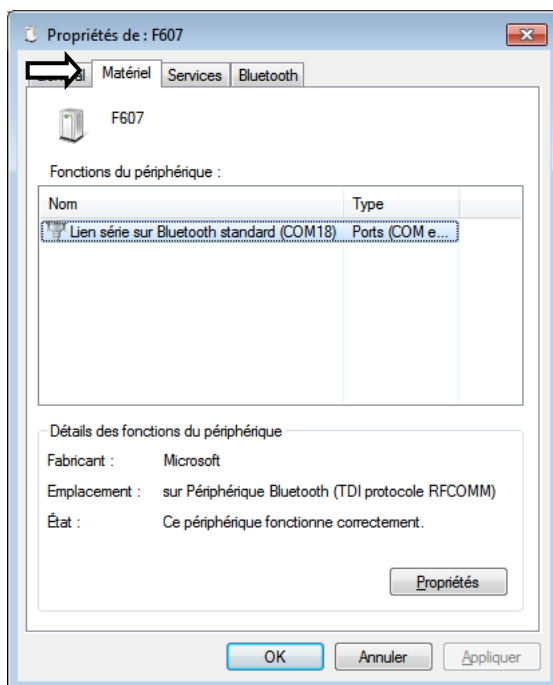 Propriétés de : F607
Matériel Services Bluetooth
F607
Fonctions du périphérique :
Nom Type
Lien série sur Bluetooth standard (COM18) Ports (COM e...
Détails des fonctions du périphérique
Fabricant : Microsoft
Emplacement : sur Périphérique Bluetooth (TDI protocole RFCOMM)
État : Ce périphérique fonctionne correctement.
Propriétés
OK Annuler Appliquer